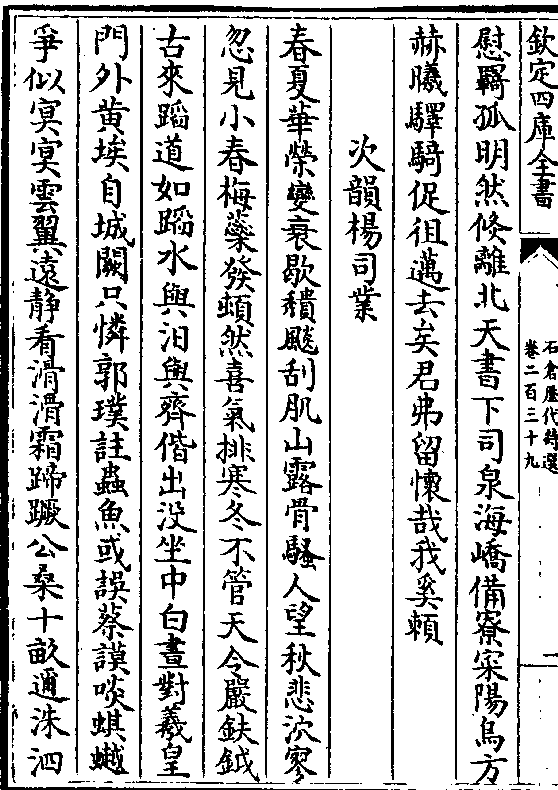 欽定四庫全書
石倉歷代詩選
卷二百三十九
一
慰羇孤明然倐離北天書下司泉海嶠備寮寀陽烏方
赫曦驛騎促徂邁去矣君弗留懐哉我奚頼
次韻楊司業
春夏華榮變衰歇積飈刮肌山露骨騷人望秋悲泬寥
忽見小春梅蘂發頓然喜氣排寒冬不管天令嚴鈇鉞
古來蹈道如蹈水與汨與齊偕出没坐中白晝對羲皇
門外黄埃自城闕只憐郭璞註蟲魚或誤蔡謨啖蜞蟛
爭似冥冥雲翼逺静看滑滑霜蹄蹶公桑十畝邇洙泗